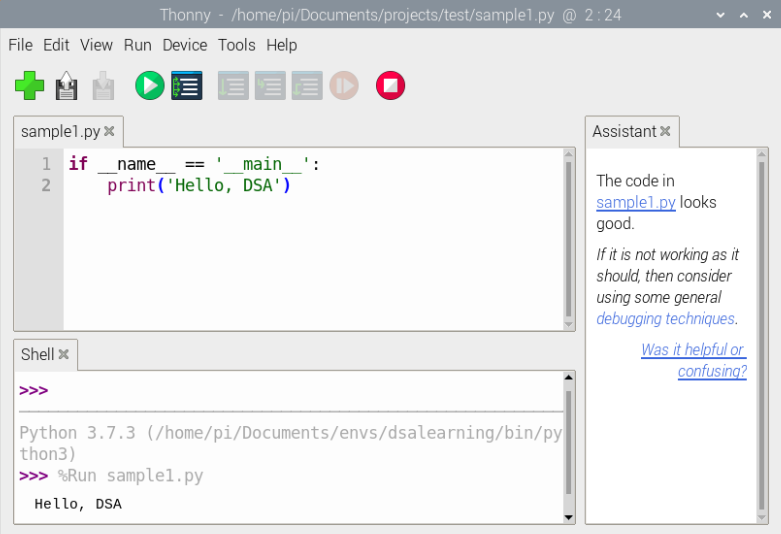 Thonny - /home/pi/Documents/projects/test/sample1.py @ 2 : 24
File Edit View Run Device Tools Help
sample1.py
1 if __name__ == '__main__':
2     print('Hello, DSA')
Shell
>>>
Python 3.7.3 (/home/pi/Documents/envs/dsalearning/bin/py
thon3)
>>> %Run sample1.py
Hello, DSA
Assistant
The code in
sample1.py looks
good.
If it is not working as it
should, then consider
using some general
debugging techniques.
Was it helpful or
confusing?